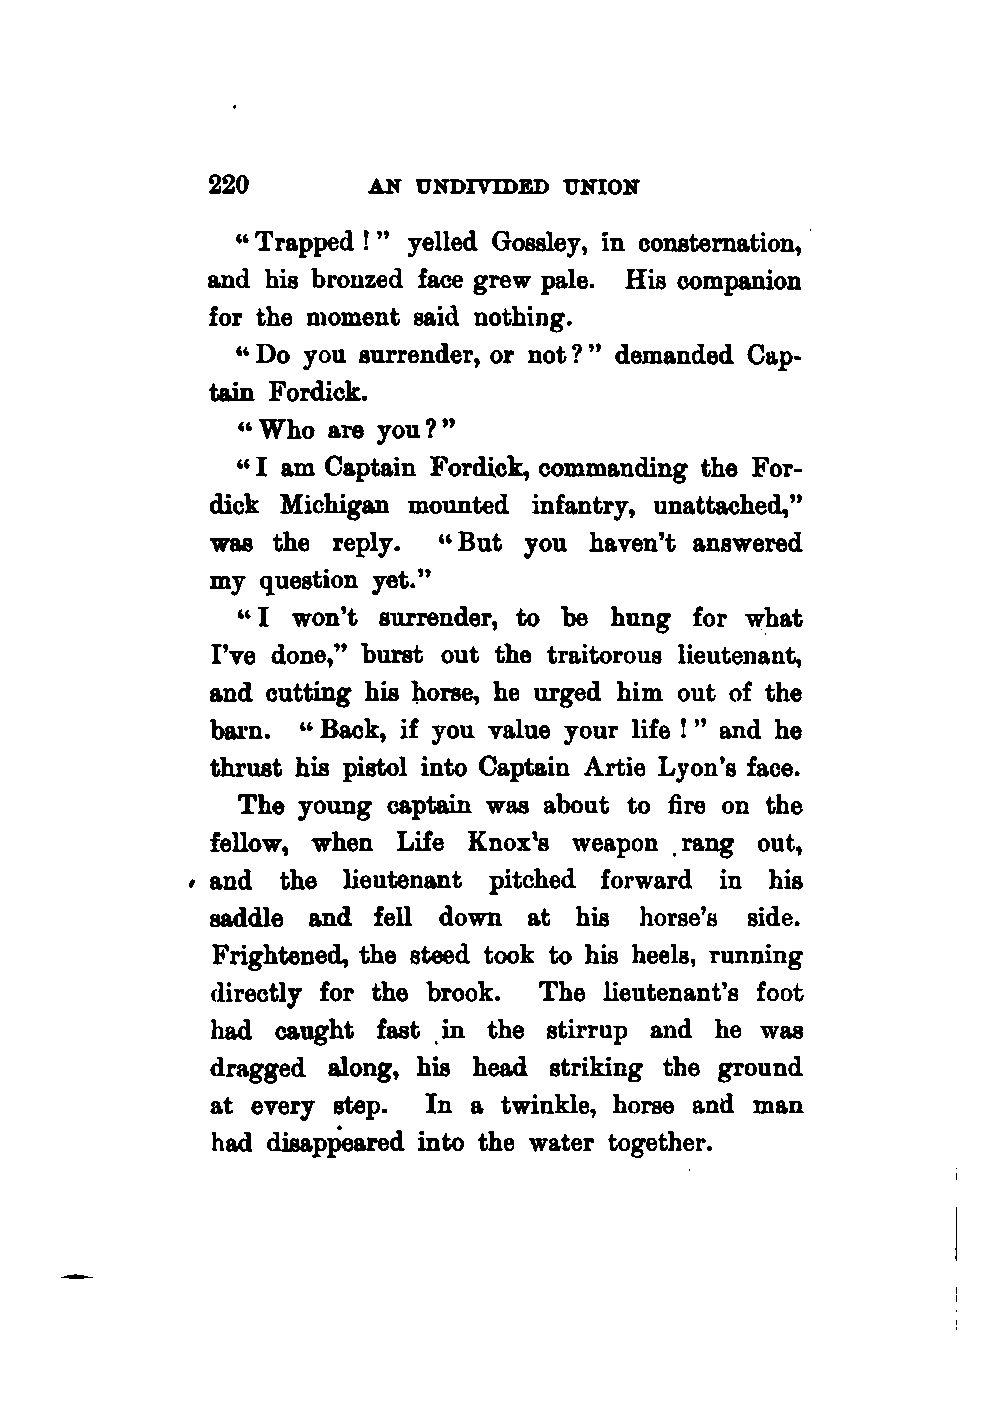 220 AN UNDIVIDED UNION
“Trapped!” yelled Gossley, in consternation,
and his bronzed face grew pale. His companion
for the moment said nothing.
“Do you surrender, or not?” demanded Cap-
tain Fordick.
“Who are you?”
“I am Captain Fordick, commanding the For-
dick Michigan mounted infantry, unattached,”
was the reply. “But you haven’t answered
my question yet.”
“I won’t surrender, to be hung for what
I’ve done,” burst out the traitorous lieutenant,
and cutting his horse, he urged him out of the
barn. “Back, if you value your life!” and he
thrust his pistol into Captain Artie Lyon’s face.
The young captain was about to fire on the
fellow, when Life Knox’s weapon rang out,
and the lieutenant pitched forward in his
saddle and fell down at his horse’s side.
Frightened, the steed took to his heels, running
directly for the brook. The lieutenant’s foot
had caught fast in the stirrup and he was
dragged along, his head striking the ground
at every step. In a twinkle, horse and man
had disappeared into the water together.